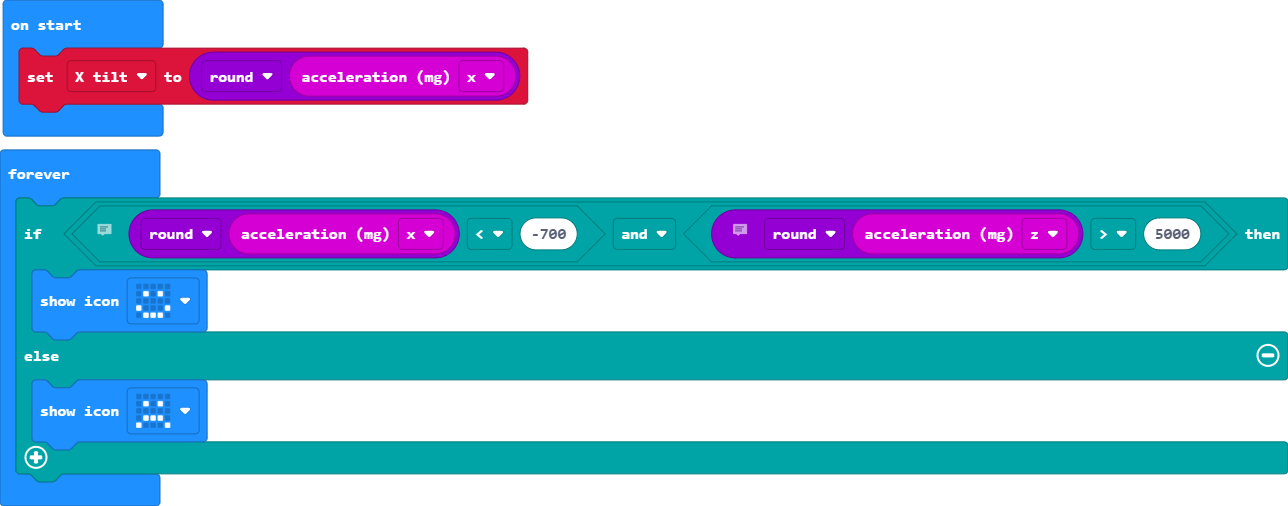 on start
set X tilt to round acceleration (mg) x
forever
if round acceleration (mg) x < -700 and round acceleration (mg) z > 5000 then
show icon
else
show icon